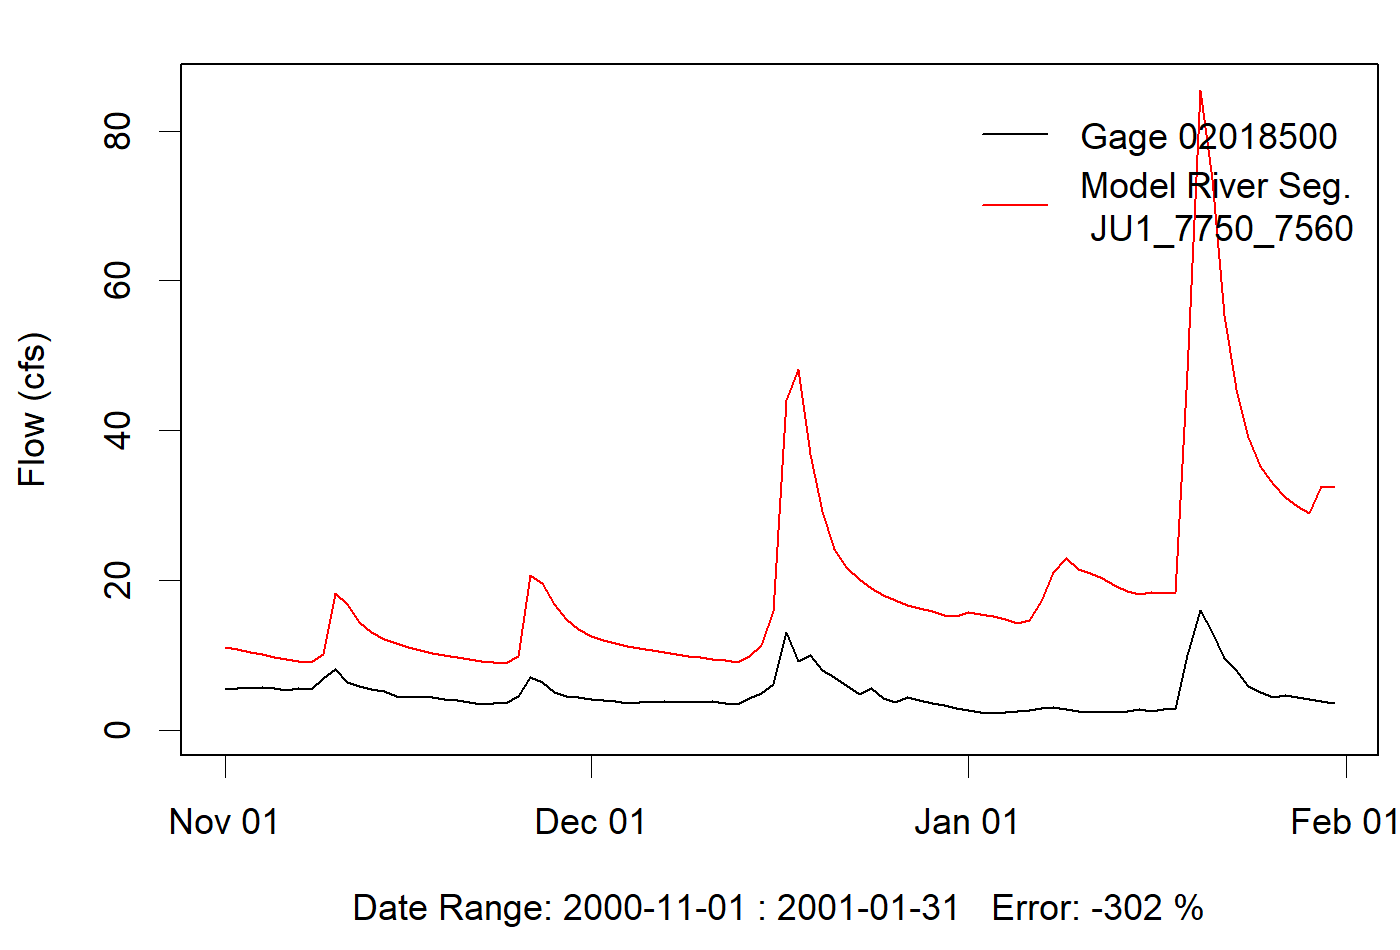 80
60
40
20
0
Flow (cfs)
Gage 02018500
Model River Seg.
JU1_7750_7560
Nov 01
Dec 01
Jan 01
Feb 01
Date Range: 2000-11-01 : 2001-01-31 Error: -302 %